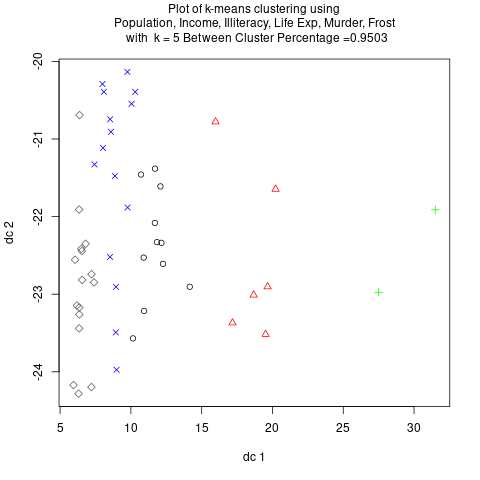 Plot of k-means clustering using
Population, Income, Illiteracy, Life Exp, Murder, Frost
with  k = 5 Between Cluster Percentage =0.9503
-20
-21
-22
-23
-24
dc 2
5 10 15 20 25 30
dc 1